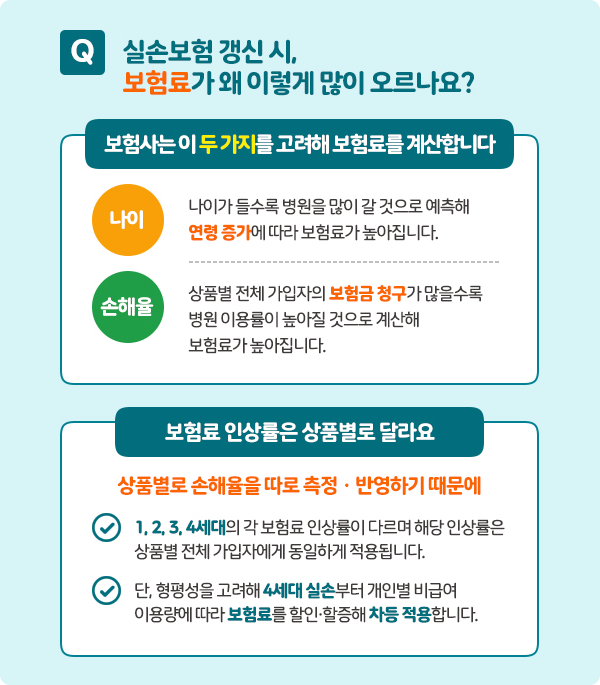 Q
실손보험 갱신 시,
보험료가 왜 이렇게 많이 오르나요?
보험사는 이 두 가지를 고려해 보험료를 계산합니다
나이
나이가 들수록 병원을 많이 갈 것으로 예측해
연령 증가에 따라 보험료가 높아집니다.
손해율
상품별 전체 가입자의 보험금 청구가 많을수록
병원 이용률이 높아질 것으로 계산해
보험료가 높아집니다.
보험료 인상률은 상품별로 달라요
상품별로 손해율을 따로 측정 · 반영하기 때문에
1, 2, 3, 4세대의 각 보험료 인상률이 다르며 해당 인상률은
상품별 전체 가입자에게 동일하게 적용됩니다.
단, 형평성을 고려해 4세대 실손부터 개인별 비급여
이용량에 따라 보험료를 할인·할증해 차등 적용합니다.